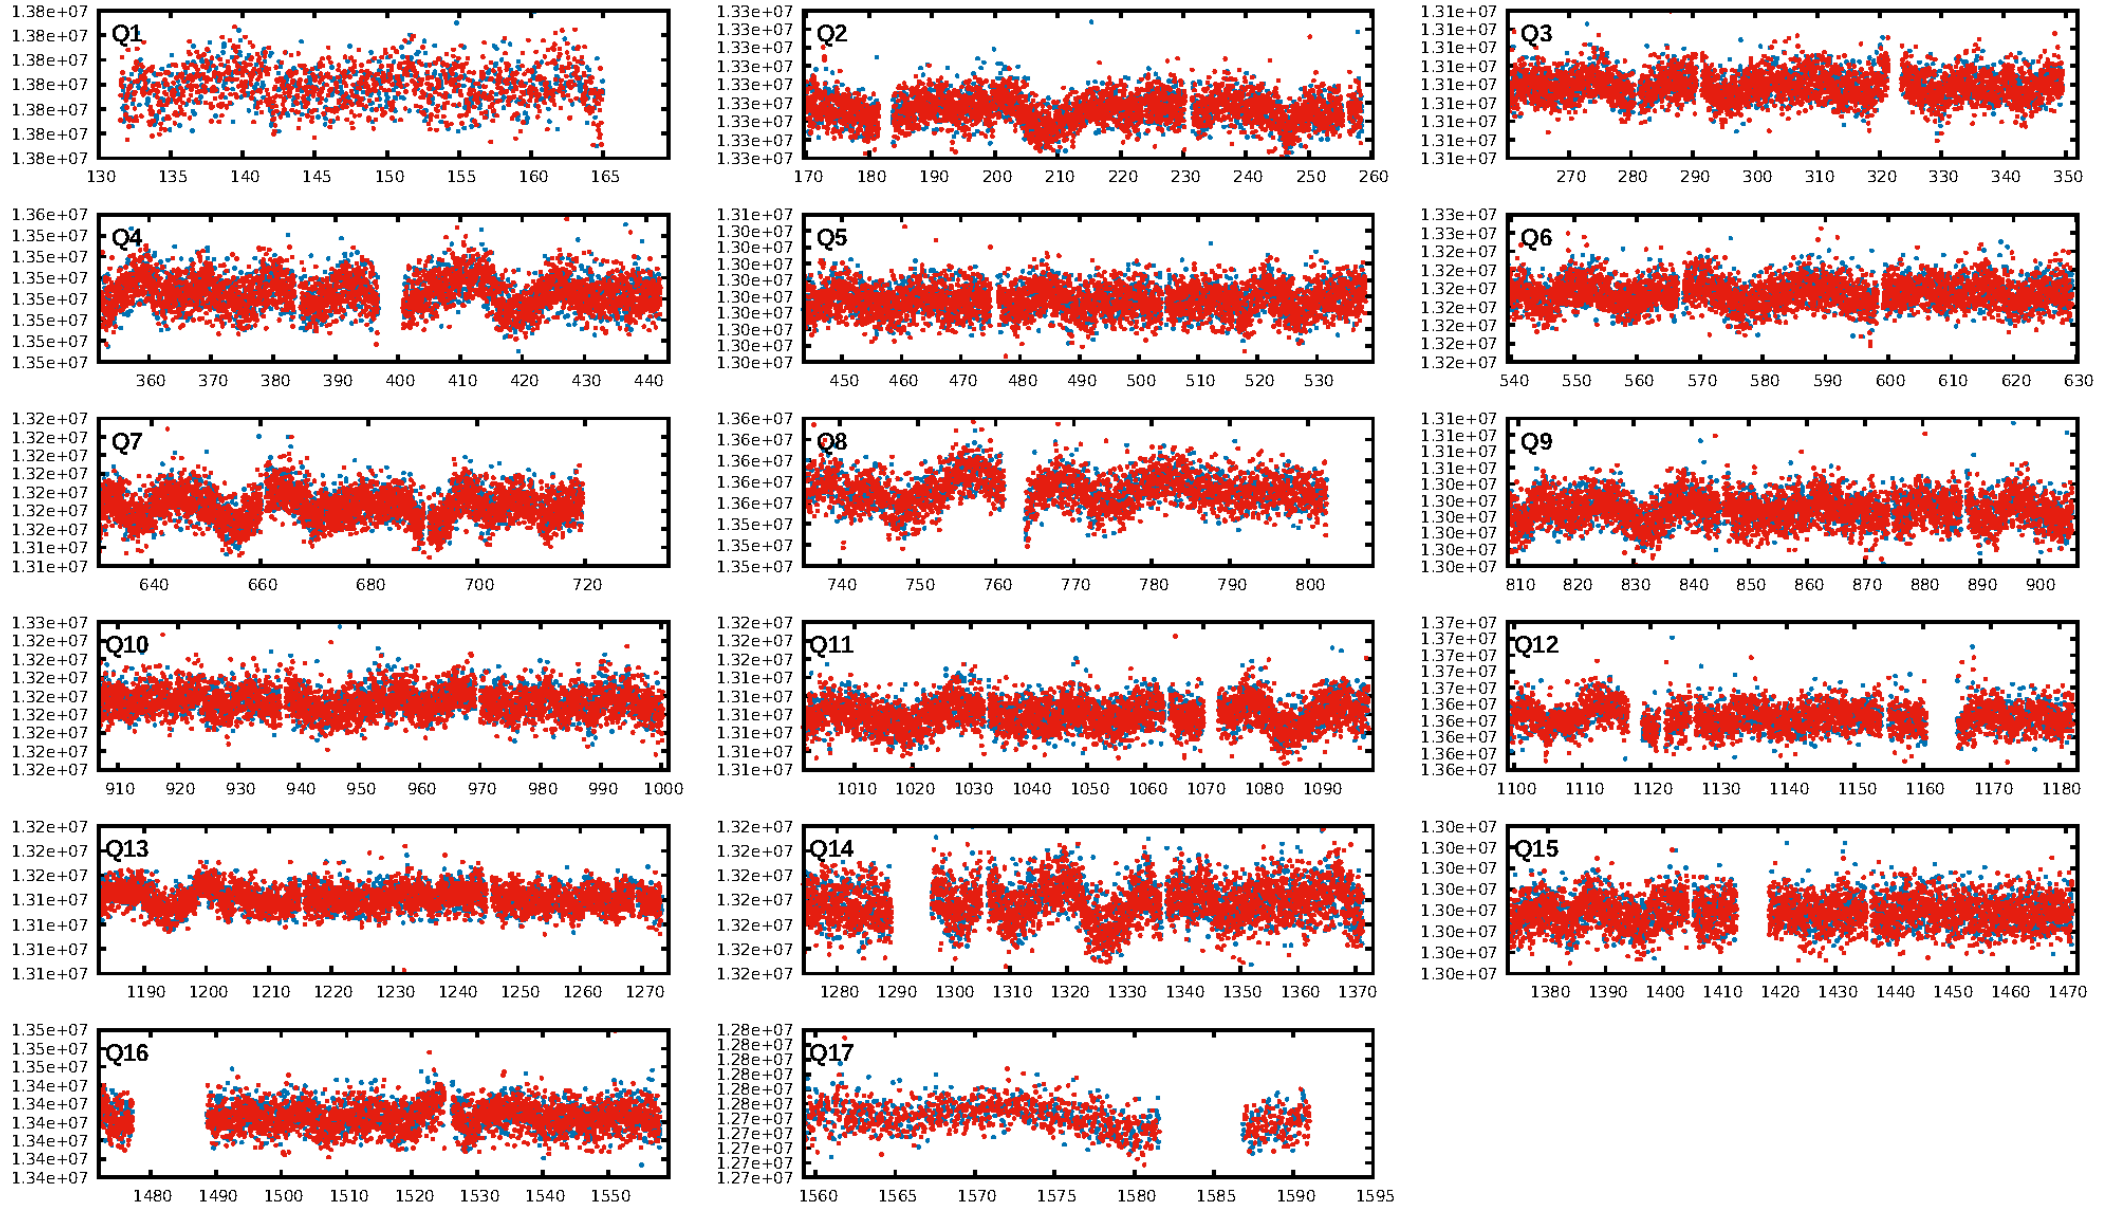 Q1
1.38e+07
1.38e+07
1.38e+07
1.38e+07
1.38e+07
1.38e+07
1.38e+07
130 135 140 145 150 155 160 165
Q2
1.33e+07
1.33e+07
1.33e+07
1.33e+07
1.33e+07
1.33e+07
1.33e+07
1.33e+07
1.33e+07
170 180 190 200 210 220 230 240 250 260
Q3
1.31e+07
1.31e+07
1.31e+07
1.31e+07
1.31e+07
1.31e+07
1.31e+07
1.31e+07
1.31e+07
270 280 290 300 310 320 330 340 350
Q4
1.36e+07
1.35e+07
1.35e+07
1.35e+07
1.35e+07
1.35e+07
1.35e+07
1.35e+07
360 370 380 390 400 410 420 430 440
Q5
1.31e+07
1.30e+07
1.30e+07
1.30e+07
1.30e+07
1.30e+07
1.30e+07
1.30e+07
1.30e+07
1.30e+07
450 460 470 480 490 500 510 520 530
Q6
1.33e+07
1.33e+07
1.32e+07
1.32e+07
1.32e+07
1.32e+07
1.32e+07
1.32e+07
1.32e+07
540 550 560 570 580 590 600 610 620 630
Q7
1.32e+07
1.32e+07
1.32e+07
1.32e+07
1.32e+07
1.32e+07
1.32e+07
1.31e+07
1.31e+07
640 660 680 700 720
Q8
1.36e+07
1.36e+07
1.36e+07
1.36e+07
1.36e+07
1.35e+07
1.35e+07
1.35e+07
740 750 760 770 780 790 800
Q9
1.31e+07
1.31e+07
1.31e+07
1.31e+07
1.30e+07
1.30e+07
1.30e+07
1.30e+07
1.30e+07
1.30e+07
810 820 830 840 850 860 870 880 890 900
Q10
1.33e+07
1.32e+07
1.32e+07
1.32e+07
1.32e+07
1.32e+07
1.32e+07
1.32e+07
1.32e+07
910 920 930 940 950 960 970 980 990 1000
Q11
1.32e+07
1.32e+07
1.32e+07
1.31e+07
1.31e+07
1.31e+07
1.31e+07
1.31e+07
1.31e+07
1010 1020 1030 1040 1050 1060 1070 1080 1090
Q12
1.37e+07
1.37e+07
1.37e+07
1.37e+07
1.37e+07
1.36e+07
1.36e+07
1.36e+07
1.36e+07
1.36e+07
1100 1110 1120 1130 1140 1150 1160 1170 1180
Q13
1.32e+07
1.32e+07
1.32e+07
1.31e+07
1.31e+07
1.31e+07
1.31e+07
1190 1200 1210 1220 1230 1240 1250 1260 1270
Q14
1.32e+07
1.32e+07
1.32e+07
1.32e+07
1.32e+07
1.32e+07
1.32e+07
1280 1290 1300 1310 1320 1330 1340 1350 1360 1370
Q15
1.30e+07
1.30e+07
1.30e+07
1.30e+07
1.30e+07
1.30e+07
1.30e+07
1.30e+07
1380 1390 1400 1410 1420 1430 1440 1450 1460 1470
Q16
1.35e+07
1.35e+07
1.35e+07
1.34e+07
1.34e+07
1.34e+07
1.34e+07
1.34e+07
1.34e+07
1480 1490 1500 1510 1520 1530 1540 1550
Q17
1.28e+07
1.28e+07
1.28e+07
1.28e+07
1.28e+07
1.28e+07
1.27e+07
1.27e+07
1.27e+07
1.27e+07
1.27e+07
1560 1565 1570 1575 1580 1585 1590 1595